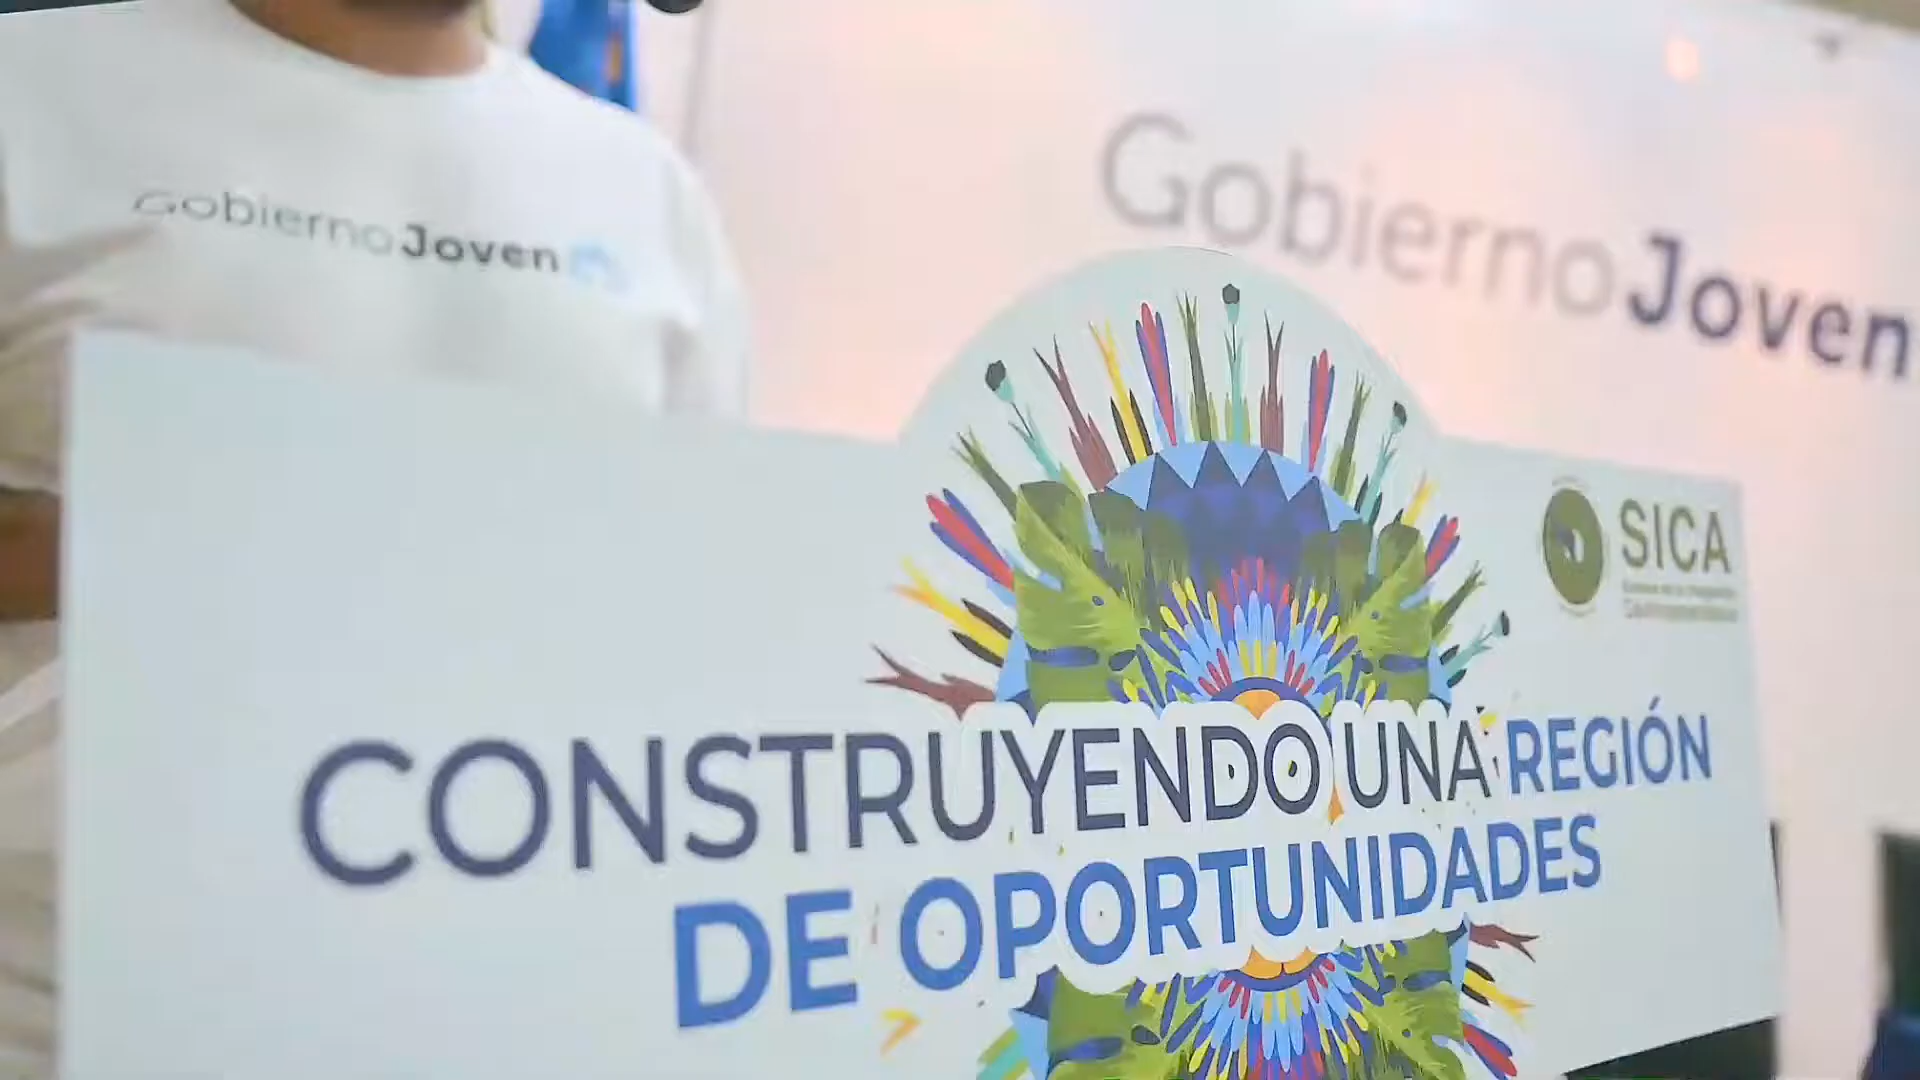 GobiernoJoven
GobiernoJoven
SICA
CONSTRUYENDO UNA REGIÓN
DE OPORTUNIDADES